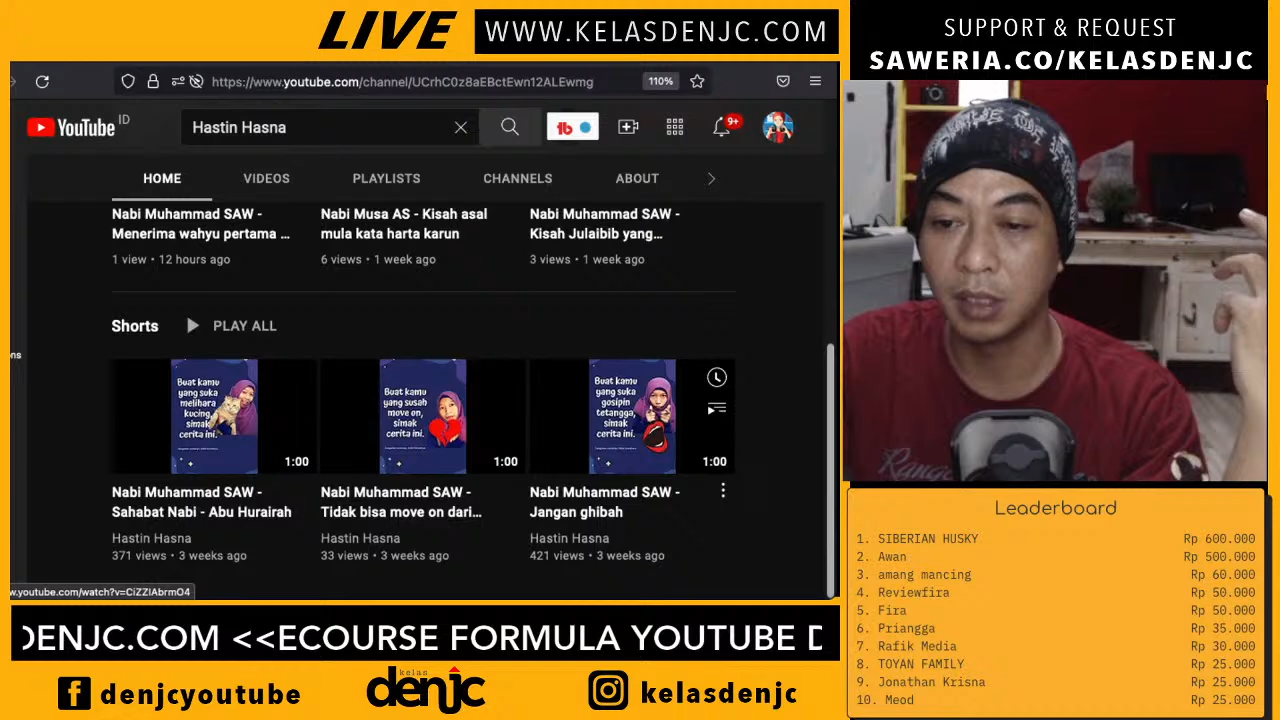 LIVE
WWW.KELASDENJC.COM
SUPPORT & REQUEST
SAWERIA.CO/KELASDENJC
https://www.youtube.com/channel/UCrhC0z8aEBctEwn12ALEwmg
110%
YouTube ID
Hastin Hasna
tb
9+
HOME
VIDEOS
PLAYLISTS
CHANNELS
ABOUT
Nabi Muhammad SAW -
Menerima wahyu pertama ...
1 view • 12 hours ago
Nabi Musa AS - Kisah asal
mula kata harta karun
6 views • 1 week ago
Nabi Muhammad SAW -
Kisah Julaibib yang...
3 views • 1 week ago
Shorts
PLAY ALL
ons
Buat kamu
yang suka
melihara
kucing,
simak
cerita ini.
1:00
Buat kamu
yang susah
move on,
simak
cerita ini.
1:00
Buat kamu
yang suka
gosipin
tetangga,
simak
cerita ini.
1:00
Nabi Muhammad SAW -
Sahabat Nabi - Abu Hurairah
Hastin Hasna
371 views • 3 weeks ago
Nabi Muhammad SAW -
Tidak bisa move on dari...
Hastin Hasna
33 views • 3 weeks ago
Nabi Muhammad SAW -
Jangan ghibah
Hastin Hasna
421 views • 3 weeks ago
w.youtube.com/watch?v=CiZZIAbrmO4
DENJC.COM <<ECOURSE FORMULA YOUTUBE D
denjcyoutube
kelas
denjc
kelasdenjc
Leaderboard
1. SIBERIAN HUSKY Rp 600.000
2. Awan Rp 500.000
3. amang mancing Rp 60.000
4. Reviewfira Rp 50.000
5. Fira Rp 50.000
6. Priangga Rp 35.000
7. Rafik Media Rp 30.000
8. TOYAN FAMILY Rp 25.000
9. Jonathan Krisna Rp 25.000
10. Meod Rp 25.000